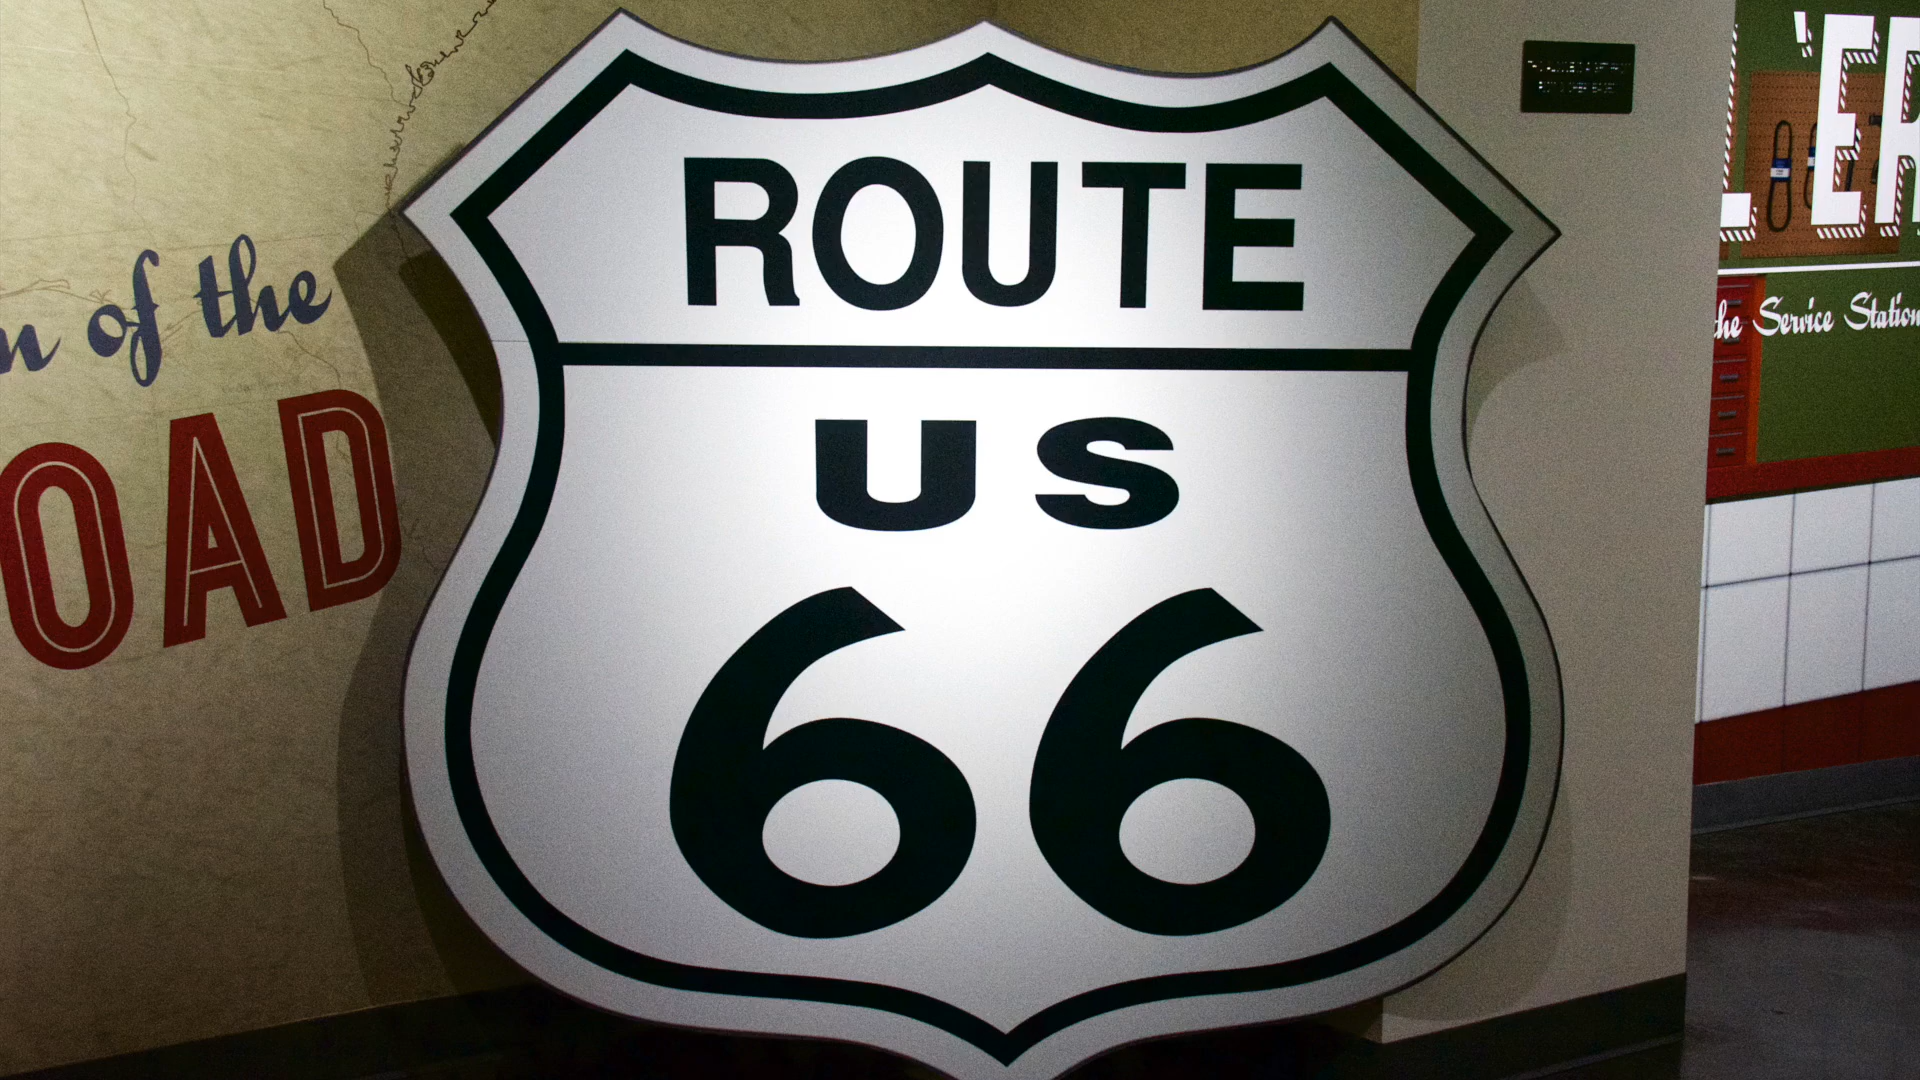 of the
OAD
ROUTE
US
66
'ER
he Service Station